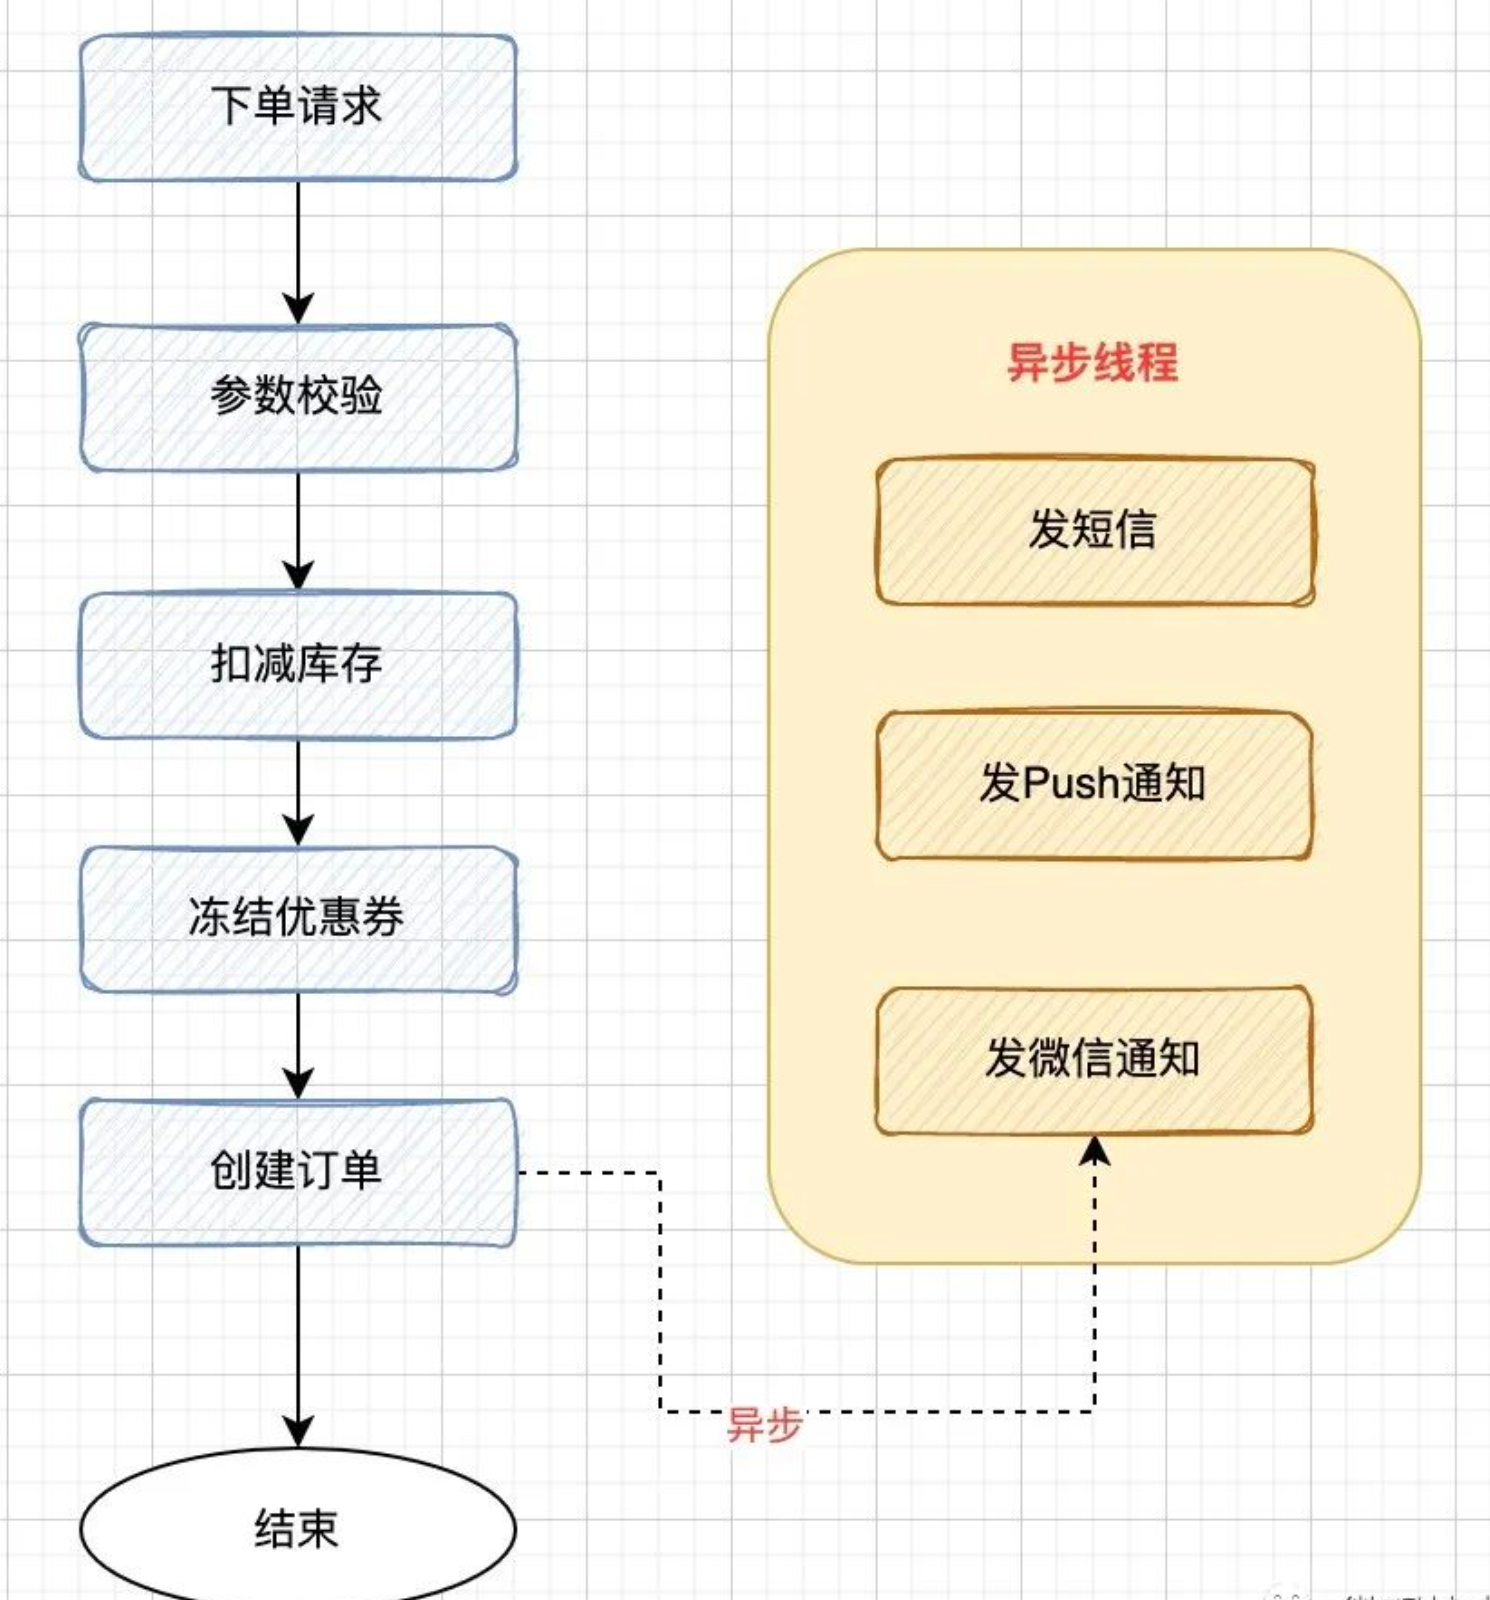 下单请求
参数校验
扣减库存
冻结优惠券
创建订单
结束
异步
异步线程
发短信
发Push通知
发微信通知